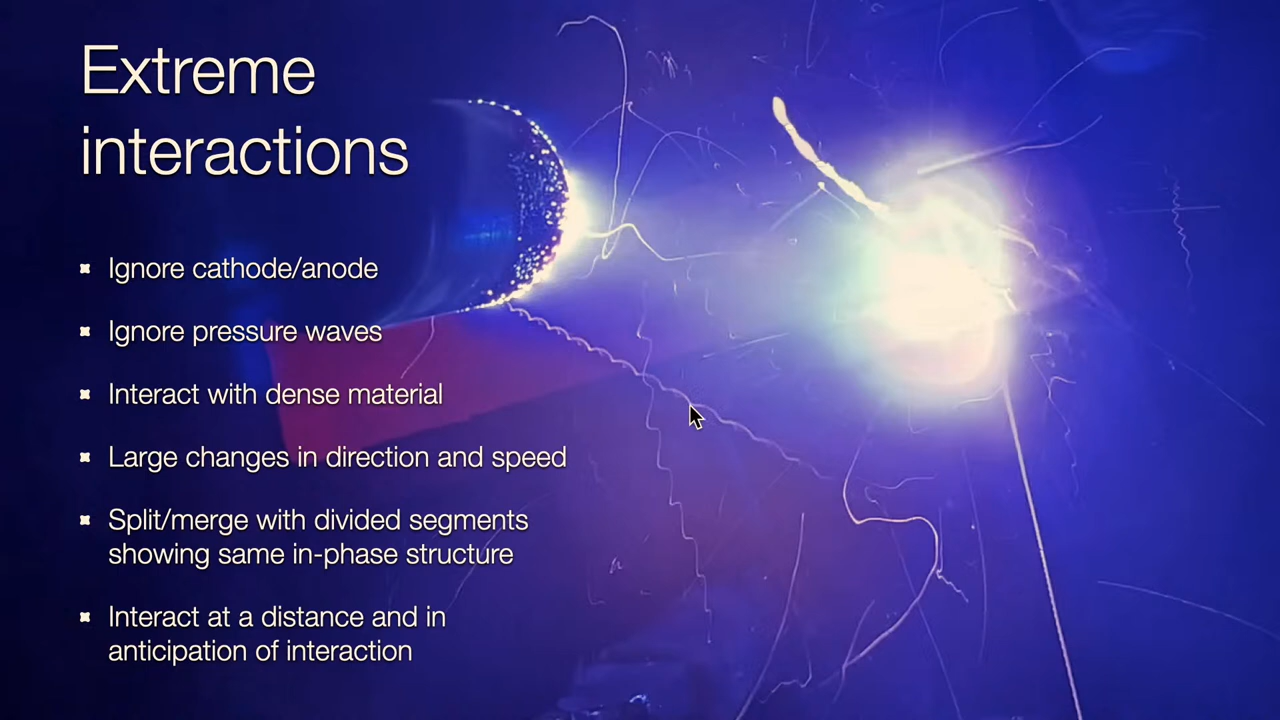 Extreme
interactions
Ignore cathode/anode
Ignore pressure waves
Interact with dense material
Large changes in direction and speed
Split/merge with divided segments
showing same in-phase structure
Interact at a distance and in
anticipation of interaction